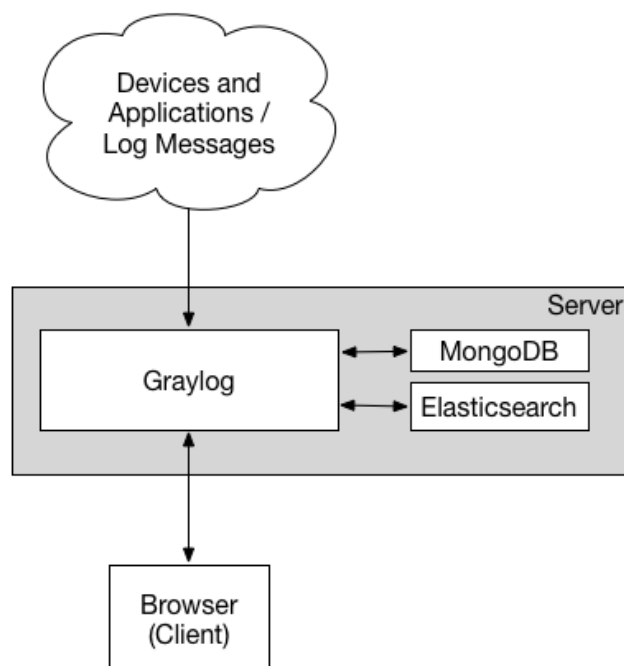 Devices and
Applications /
Log Messages
Server
Graylog
MongoDB
Elasticsearch
Browser
(Client)